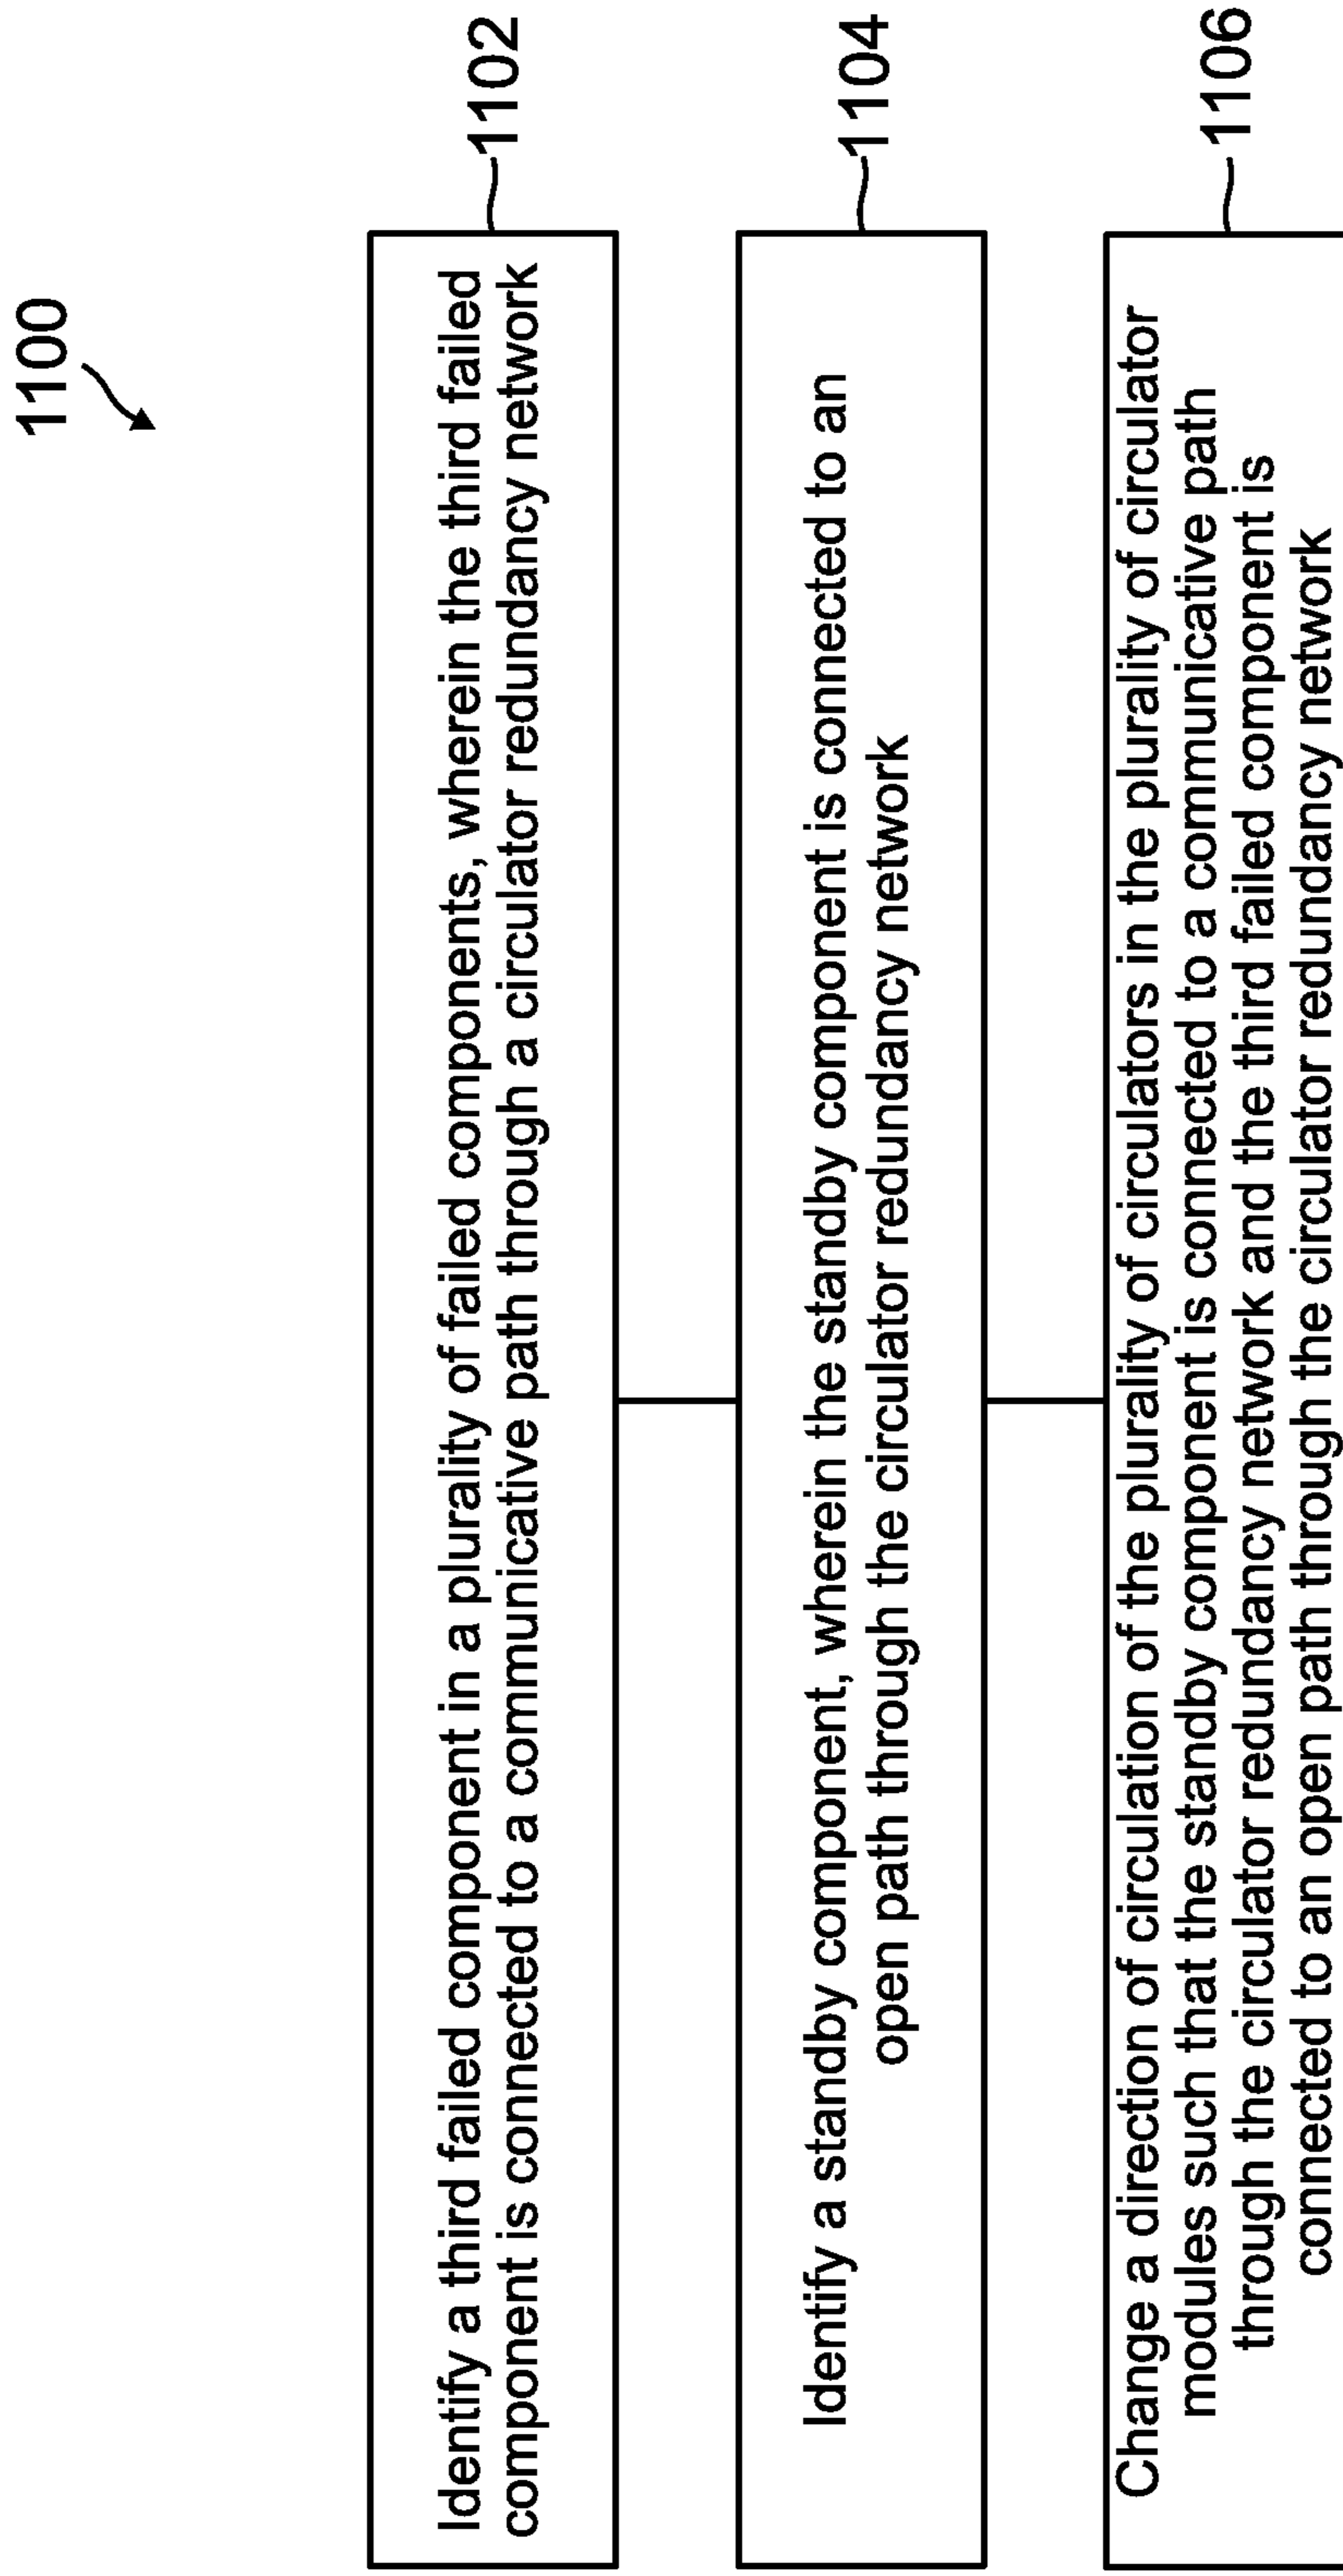 1100
Identify a third failed component in a plurality of failed components, wherein the third failed
component is connected to a communicative path through a circulator redundancy network
1102
Identify a standby component, wherein the standby component is connected to an
open path through the circulator redundancy network
1104
Change a direction of circulation of the plurality of circulators in the plurality of circulator
modules such that the standby component is connected to a communicative path
through the circulator redundancy network and the third failed component is
connected to an open path through the circulator redundancy network
1106